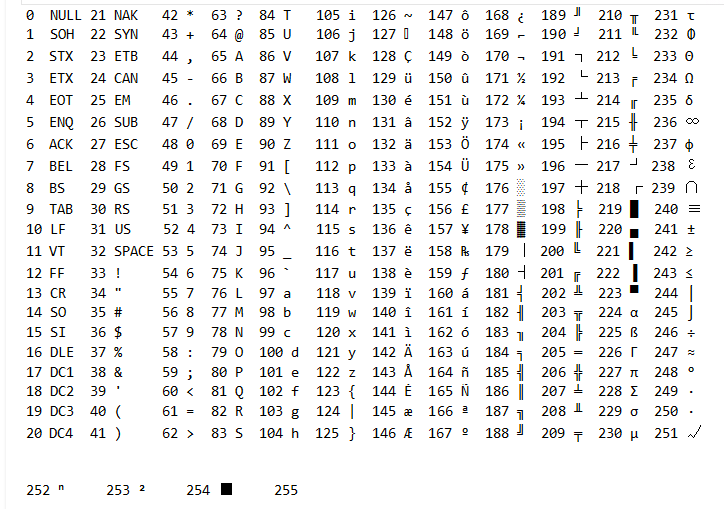 0 NULL 21 NAK 42 * 63 ? 84 T 105 i 126 ~ 147 ô 168 ¿ 189 ╜ 210 ╥ 231 τ
1 SOH 22 SYN 43 + 64 @ 85 U 106 j 127 ▯ 148 ö 169 ⌐ 190 ╛ 211 ╙ 232 Φ
2 STX 23 ETB 44 , 65 A 86 V 107 k 128 Ç 149 ò 170 ¬ 191 ┐ 212 ╘ 233 Θ
3 ETX 24 CAN 45 - 66 B 87 W 108 l 129 ü 150 û 171 ½ 192 └ 213 ╒ 234 Ω
4 EOT 25 EM 46 . 67 C 88 X 109 m 130 é 151 ù 172 ¼ 193 ┴ 214 ╓ 235 δ
5 ENQ 26 SUB 47 / 68 D 89 Y 110 n 131 â 152 ÿ 173 ¡ 194 ┬ 215 ╫ 236 ∞
6 ACK 27 ESC 48 0 69 E 90 Z 111 o 132 ä 153 Ö 174 « 195 ├ 216 ╪ 237 φ
7 BEL 28 FS 49 1 70 F 91 [ 112 p 133 à 154 Ü 175 » 196 ─ 217 ┘ 238 ε
8 BS 29 GS 50 2 71 G 92 \ 113 q 134 å 155 ¢ 176 ░ 197 ┼ 218 ┌ 239 ∩
9 TAB 30 RS 51 3 72 H 93 ] 114 r 135 ç 156 £ 177 ▒ 198 ╞ 219 █ 240 ≡
10 LF 31 US 52 4 73 I 94 ^ 115 s 136 ê 157 ¥ 178 ▓ 199 ╟ 220 ▄ 241 ±
11 VT 32 SPACE 53 5 74 J 95 _ 116 t 137 ë 158 ₧ 179 │ 200 ╚ 221 ▌ 242 ≥
12 FF 33 ! 54 6 75 K 96 ` 117 u 138 è 159 ƒ 180 ┤ 201 ╔ 222 ▐ 243 ≤
13 CR 34 " 55 7 76 L 97 a 118 v 139 ï 160 á 181 ╡ 202 ╩ 223 ▀ 244 ⌠
14 SO 35 # 56 8 77 M 98 b 119 w 140 î 161 í 182 ╢ 203 ╦ 224 α 245 ⌡
15 SI 36 $ 57 9 78 N 99 c 120 x 141 ì 162 ó 183 ╖ 204 ╠ 225 ß 246 ÷
16 DLE 37 % 58 : 79 O 100 d 121 y 142 Ä 163 ú 184 ╕ 205 ═ 226 Γ 247 ≈
17 DC1 38 & 59 ; 80 P 101 e 122 z 143 Å 164 ñ 185 ╣ 206 ╬ 227 π 248 °
18 DC2 39 ' 60 < 81 Q 102 f 123 { 144 É 165 Ñ 186 ║ 207 ╧ 228 Σ 249 ∙
19 DC3 40 ( 61 = 82 R 103 g 124 | 145 æ 166 ª 187 ╗ 208 ╨ 229 σ 250 ·
20 DC4 41 ) 62 > 83 S 104 h 125 } 146 Æ 167 º 188 ╝ 209 ╤ 230 µ 251 √
252 ⁿ 253 ² 254 ■ 255